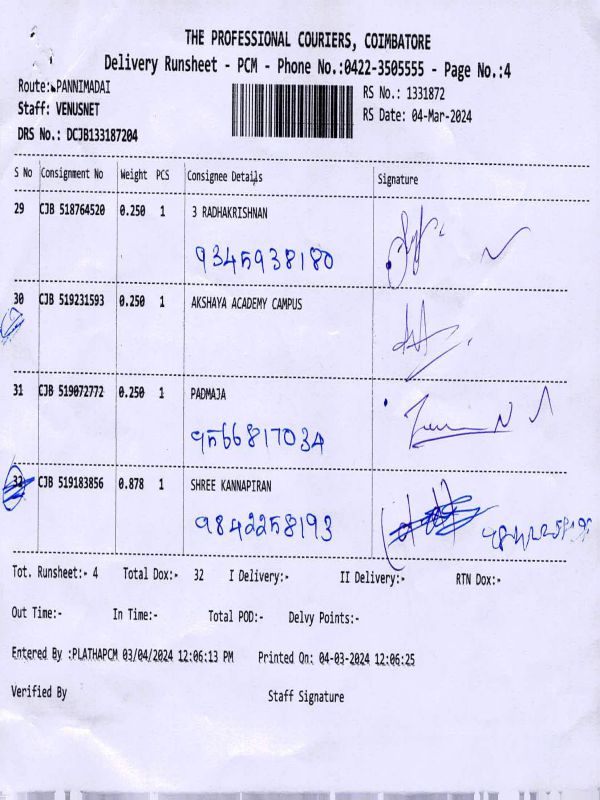 THE PROFESSIONAL COURIERS, COIMBATORE
Delivery Runsheet - PCM - Phone No.:0422-3505555 - Page No.:4
Route: PANNIMADAI
RS No.: 1331872
Staff: VENUSNET
RS Date: 04-Mar-2024
DRS No.: DCJB133187204
S No Consignment No Weight PCS Consignee Details Signature
29 CJB 518764520 0.250 1 3 RADHAKRISHNAN
9345938180
30 CJB 519231593 0.250 1 AKSHAYA ACADEMY CAMPUS
31 CJB 519072772 0.250 1 PADMAJA
9566817034
32 CJB 519183856 0.878 1 SHREE KANNAPIRAN
9842258193
Tot. Runsheet:- 4 Total Dox:- 32 I Delivery:- II Delivery:- RTN Dox:-
Out Time:- In Time:- Total POD:- Delvy Points:-
Entered By :PLATHAPCM 03/04/2024 12:06:13 PM Printed On: 04-03-2024 12:06:25
Verified By Staff Signature